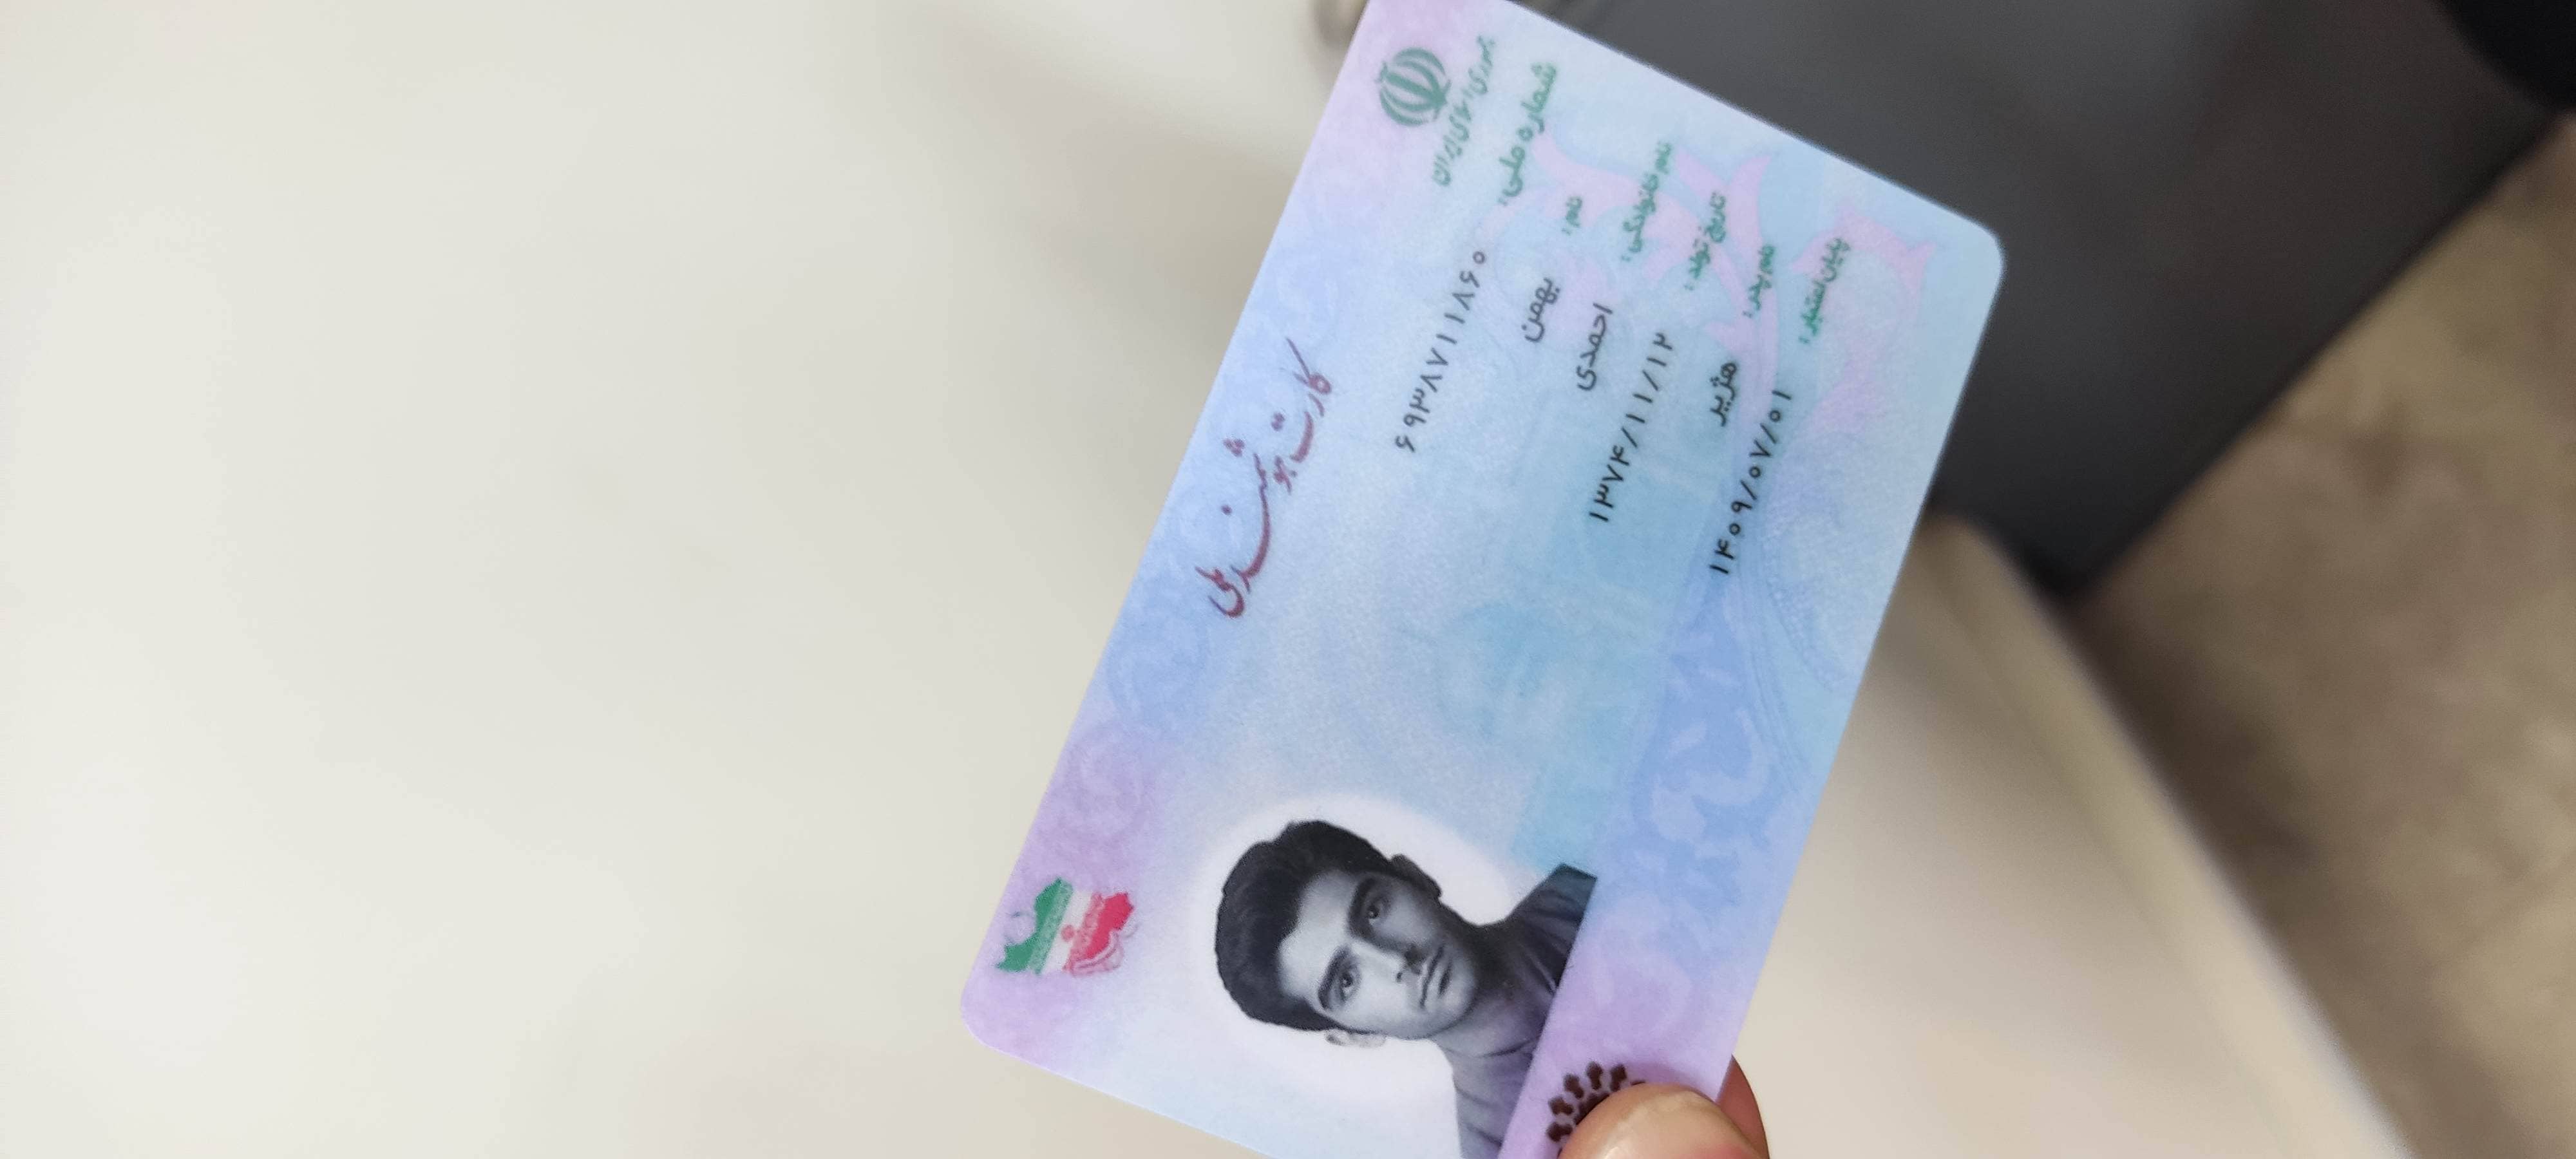 جمهوری اسلامی ایران
کارت هوشمند ملی
شماره ملی: ۶۹۳۸۷۱۱۸۶۰
نام: بهمن
نام خانوادگی: احمدی
تاریخ تولد: ۱۳۷۴/۱۱/۱۲
نام پدر: هژیر
پایان اعتبار: ۱۴۰۹/۰۷/۰۱